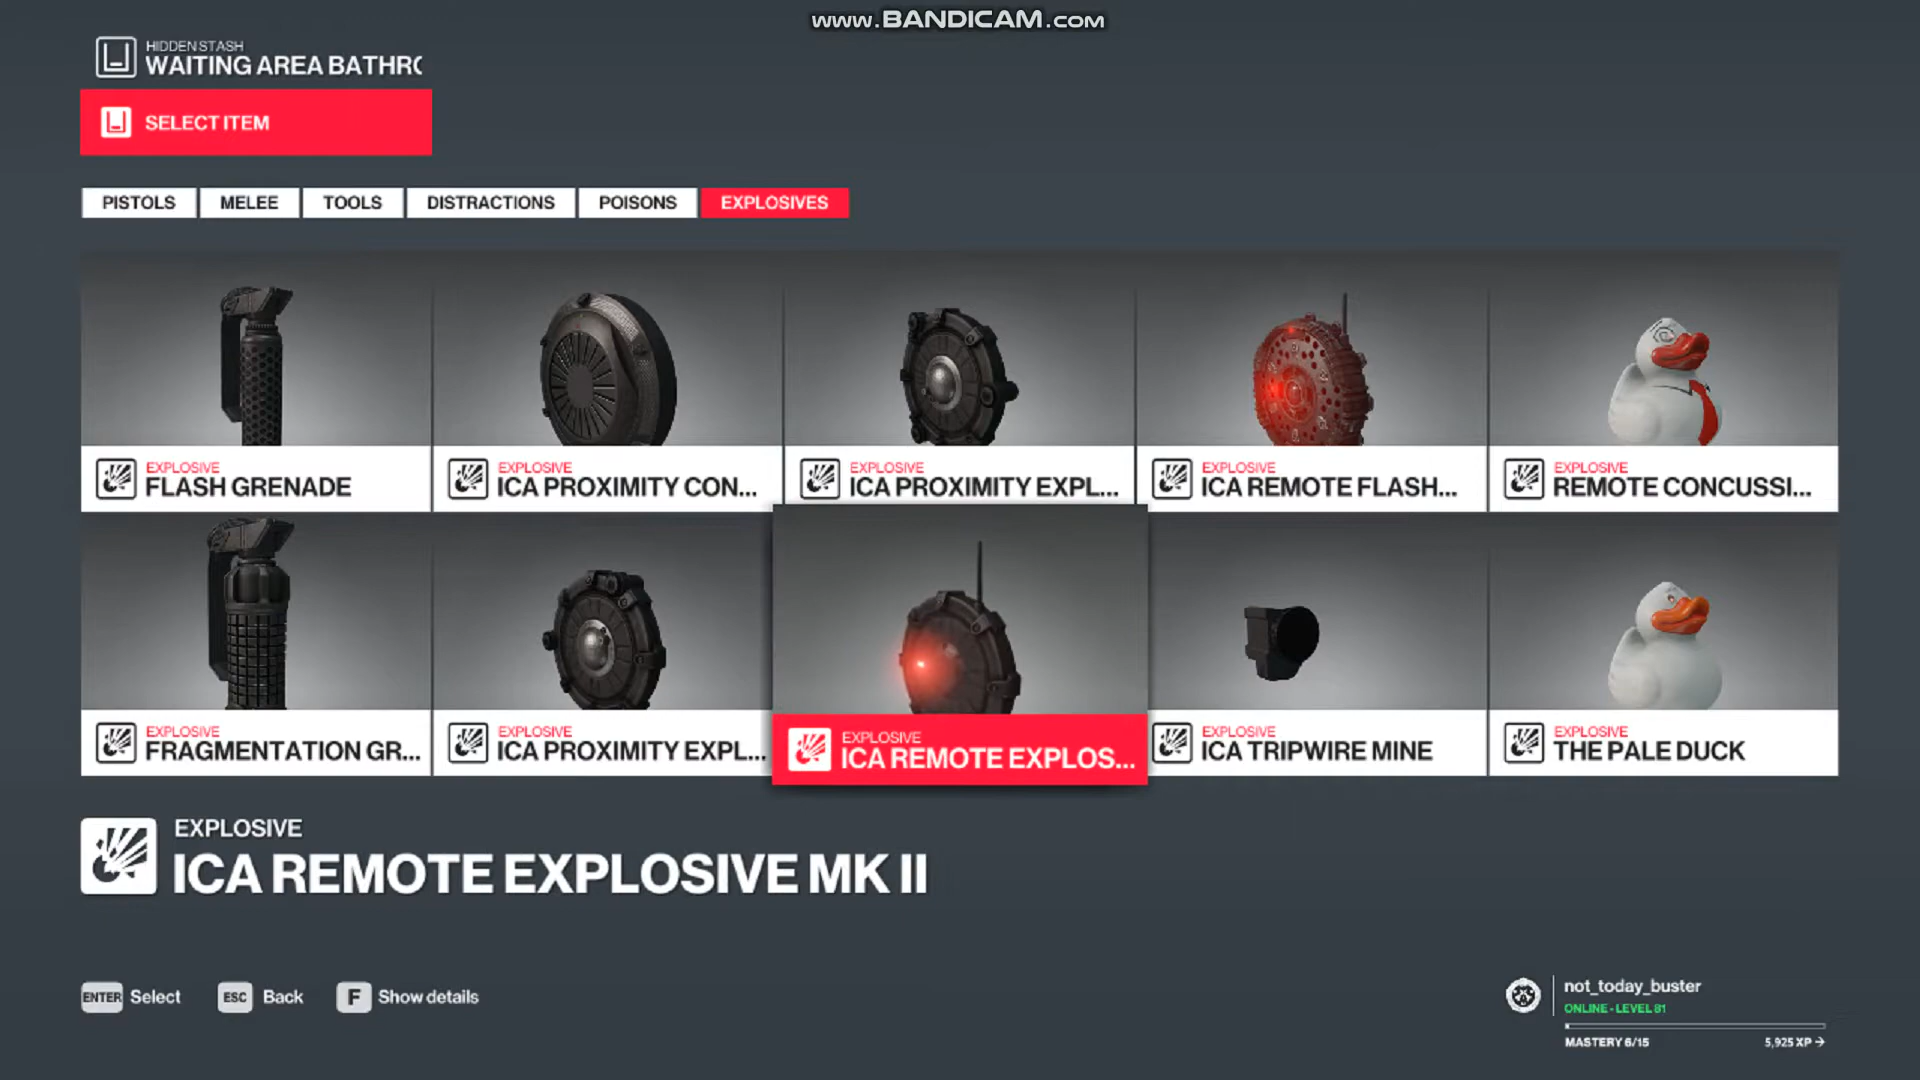 www.BANDICAM.com
HIDDEN STASH
WAITING AREA BATHRO
SELECT ITEM
PISTOLS
MELEE
TOOLS
DISTRACTIONS
POISONS
EXPLOSIVES
EXPLOSIVE
FLASH GRENADE
EXPLOSIVE
ICA PROXIMITY CON...
EXPLOSIVE
ICA PROXIMITY EXPL...
EXPLOSIVE
ICA REMOTE FLASH...
EXPLOSIVE
REMOTE CONCUSSI...
EXPLOSIVE
FRAGMENTATION GR...
EXPLOSIVE
ICA PROXIMITY EXPL...
EXPLOSIVE
ICA REMOTE EXPLOS...
EXPLOSIVE
ICA TRIPWIRE MINE
EXPLOSIVE
THE PALE DUCK
EXPLOSIVE
ICA REMOTE EXPLOSIVE MK II
ENTER Select
ESC Back
F Show details
not_today_buster
ONLINE - LEVEL 81
MASTERY 6/15
5,925 XP →